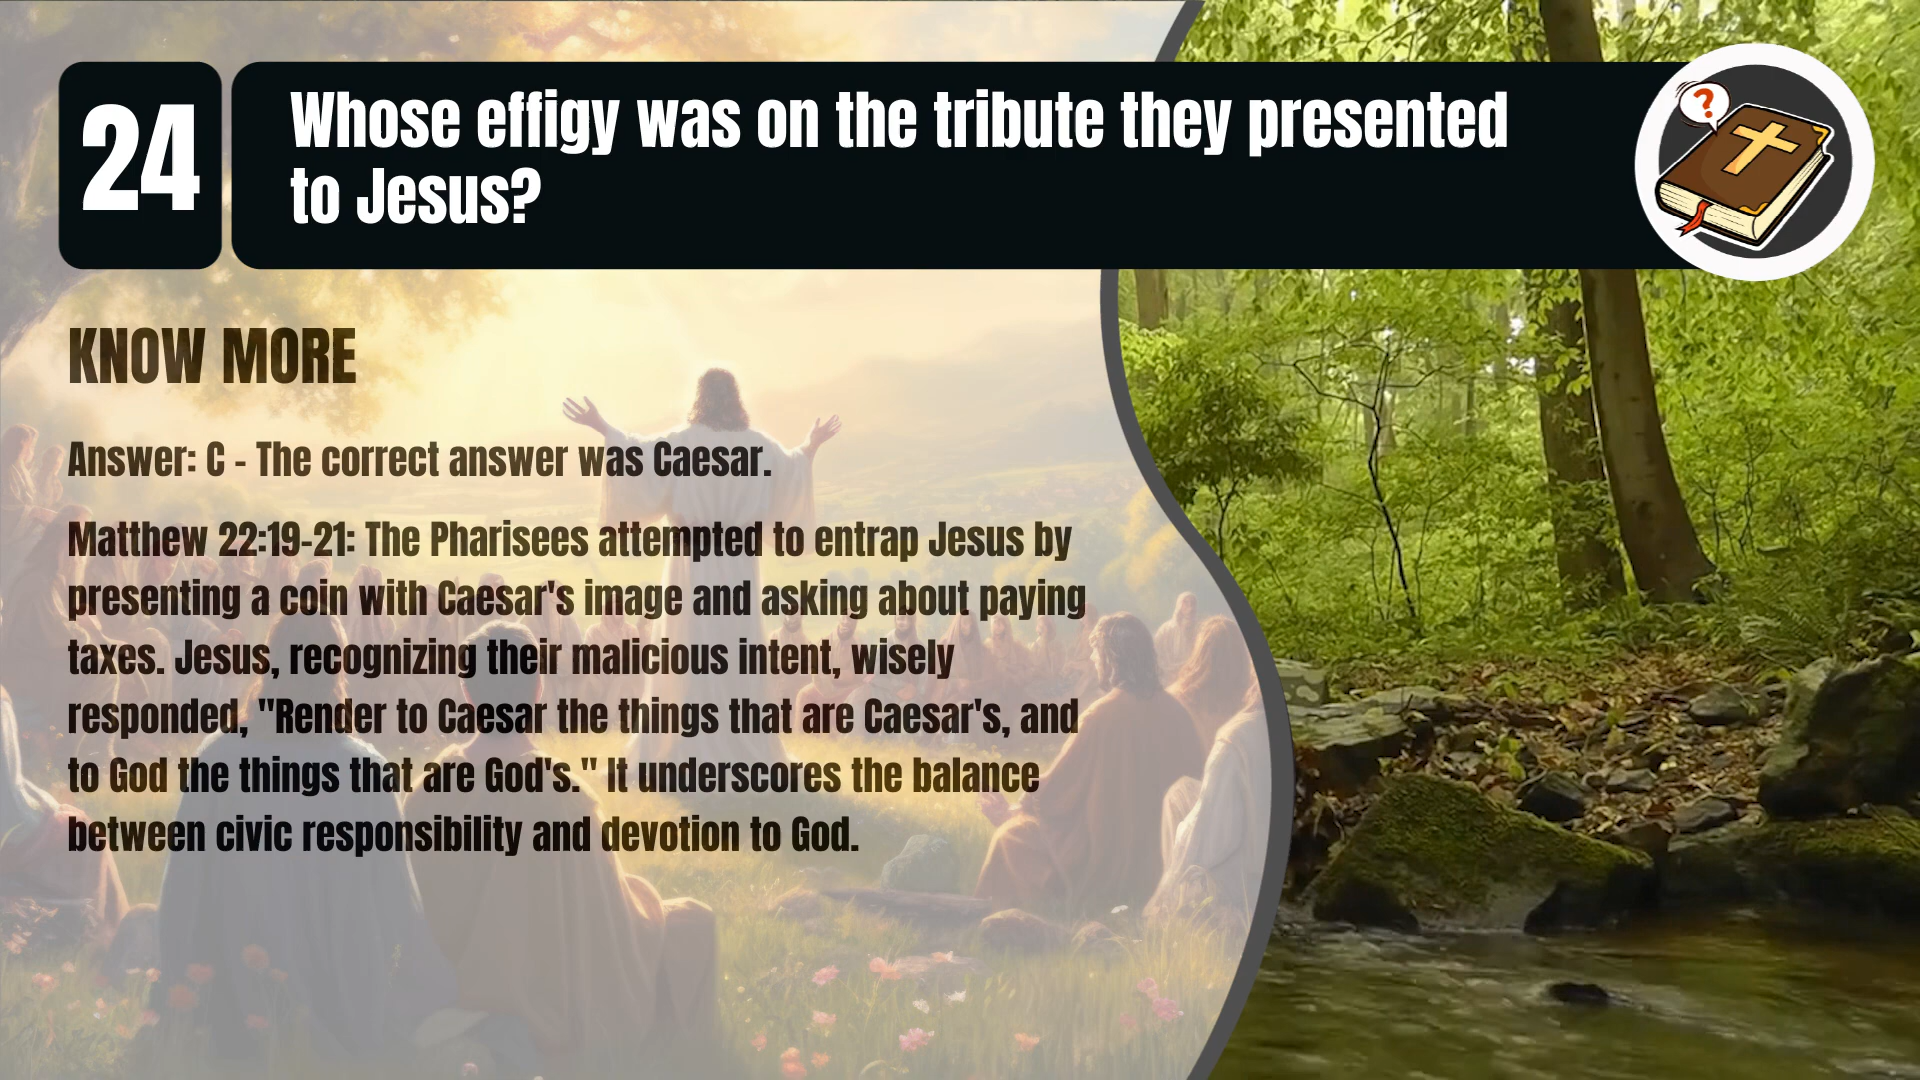 24
Whose effigy was on the tribute they presented
to Jesus?
?
KNOW MORE
Answer: C - The correct answer was Caesar.
Matthew 22:19-21: The Pharisees attempted to entrap Jesus by
presenting a coin with Caesar's image and asking about paying
taxes. Jesus, recognizing their malicious intent, wisely
responded, "Render to Caesar the things that are Caesar's, and
to God the things that are God's." It underscores the balance
between civic responsibility and devotion to God.